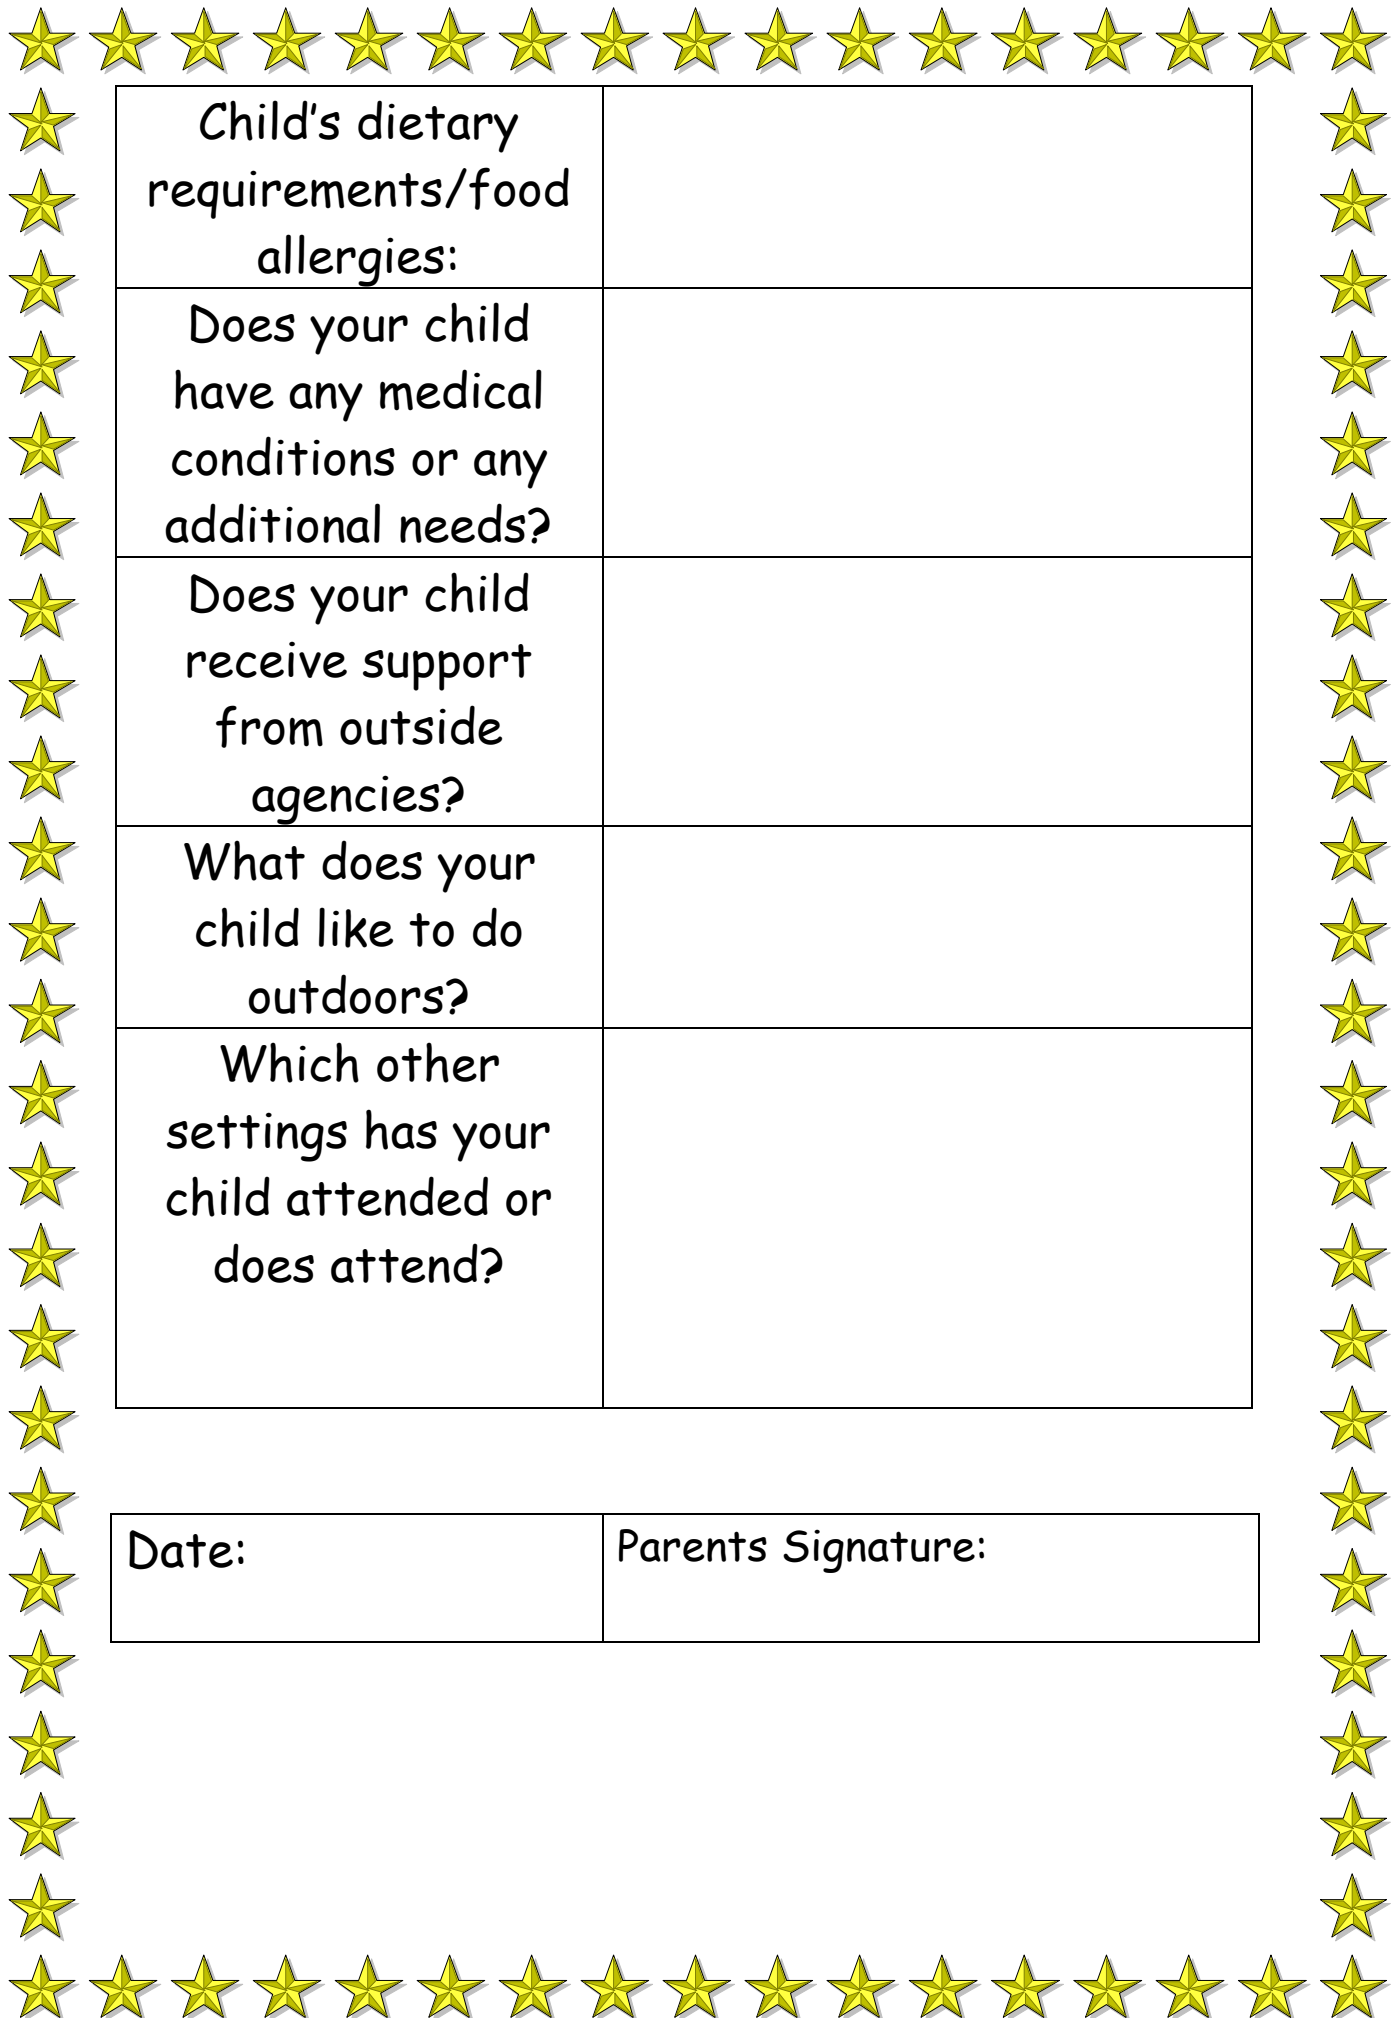 Child’s dietary
requirements/food
allergies:
Does your child
have any medical
conditions or any
additional needs?
Does your child
receive support
from outside
agencies?
What does your
child like to do
outdoors?
Which other
settings has your
child attended or
does attend?
Date:
Parents Signature: